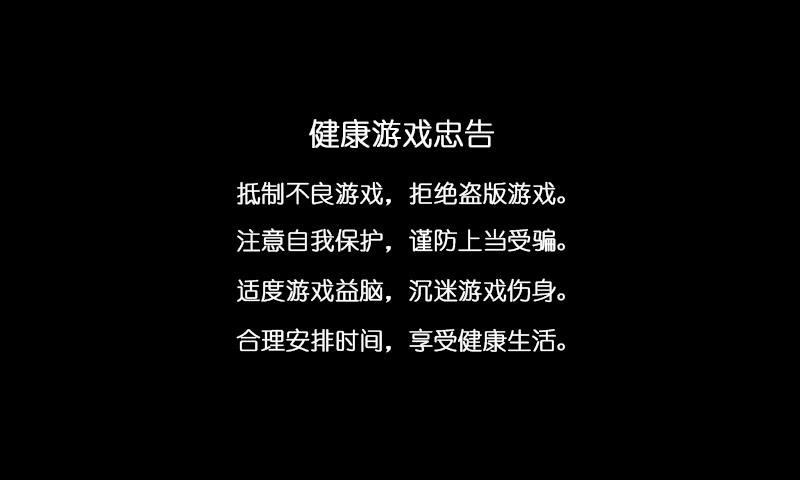 健康游戏忠告
抵制不良游戏，拒绝盗版游戏。
注意自我保护，谨防上当受骗。
适度游戏益脑，沉迷游戏伤身。
合理安排时间，享受健康生活。